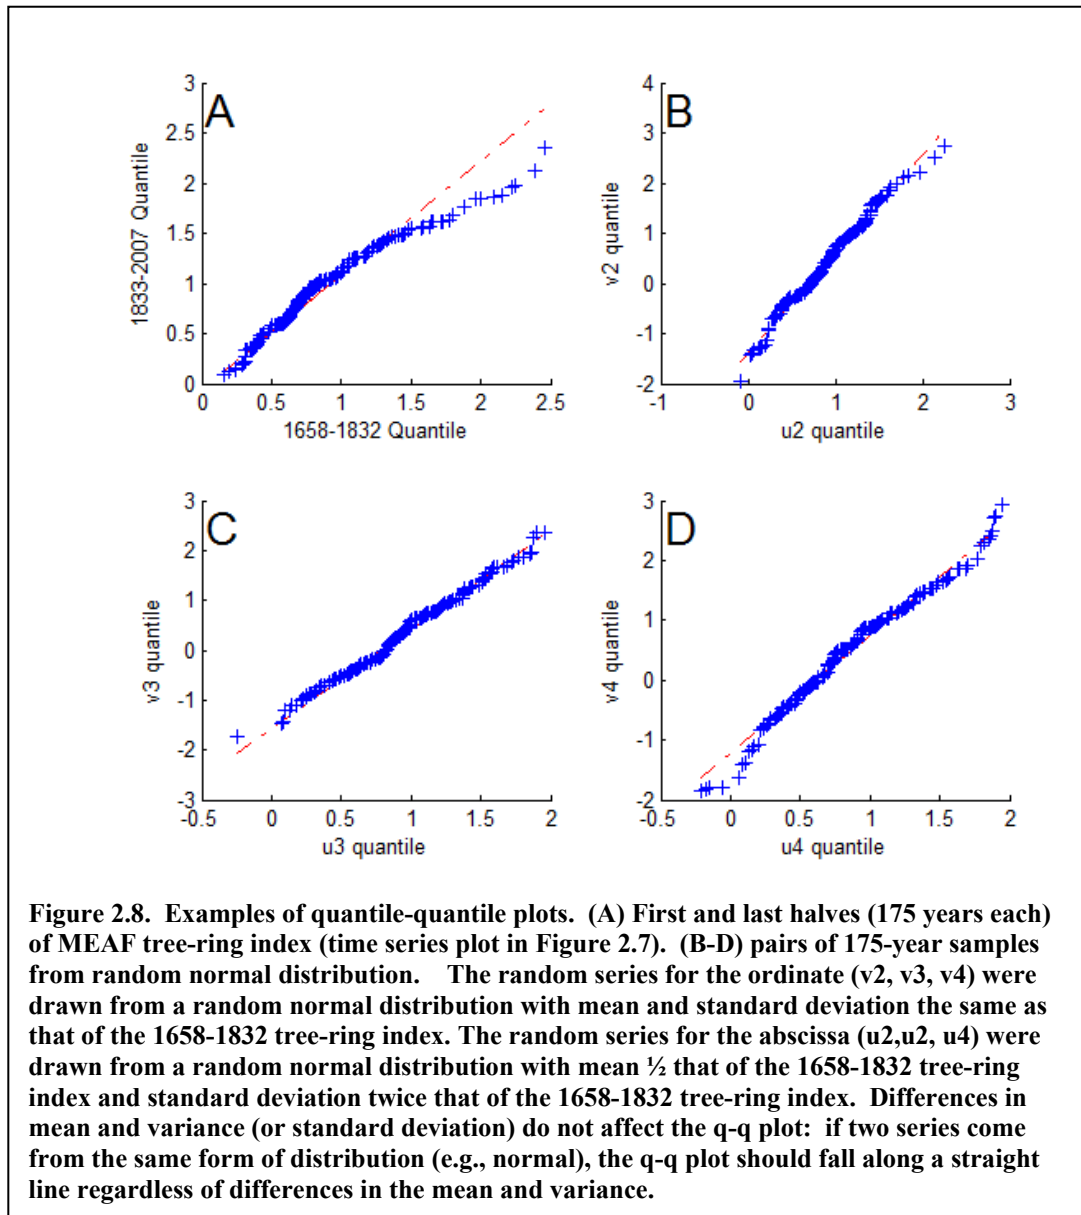 A
3
2.5
2
1.5
1
0.5
0
1833-2007 Quantile
0
0.5
1
1.5
2
2.5
1658-1832 Quantile
B
4
3
2
1
0
-1
-2
v2 quantile
-1
0
1
2
3
u2 quantile
C
3
2
1
0
-1
-2
-3
v3 quantile
-0.5
0
0.5
1
1.5
2
u3 quantile
D
3
2
1
0
-1
-2
v4 quantile
-0.5
0
0.5
1
1.5
2
u4 quantile
Figure 2.8. Examples of quantile-quantile plots. (A) First and last halves (175 years each)
of MEAF tree-ring index (time series plot in Figure 2.7). (B-D) pairs of 175-year samples
from random normal distribution. The random series for the ordinate (v2, v3, v4) were
drawn from a random normal distribution with mean and standard deviation the same as
that of the 1658-1832 tree-ring index. The random series for the abscissa (u2,u2, u4) were
drawn from a random normal distribution with mean ½ that of the 1658-1832 tree-ring
index and standard deviation twice that of the 1658-1832 tree-ring index. Differences in
mean and variance (or standard deviation) do not affect the q-q plot: if two series come
from the same form of distribution (e.g., normal), the q-q plot should fall along a straight
line regardless of differences in the mean and variance.